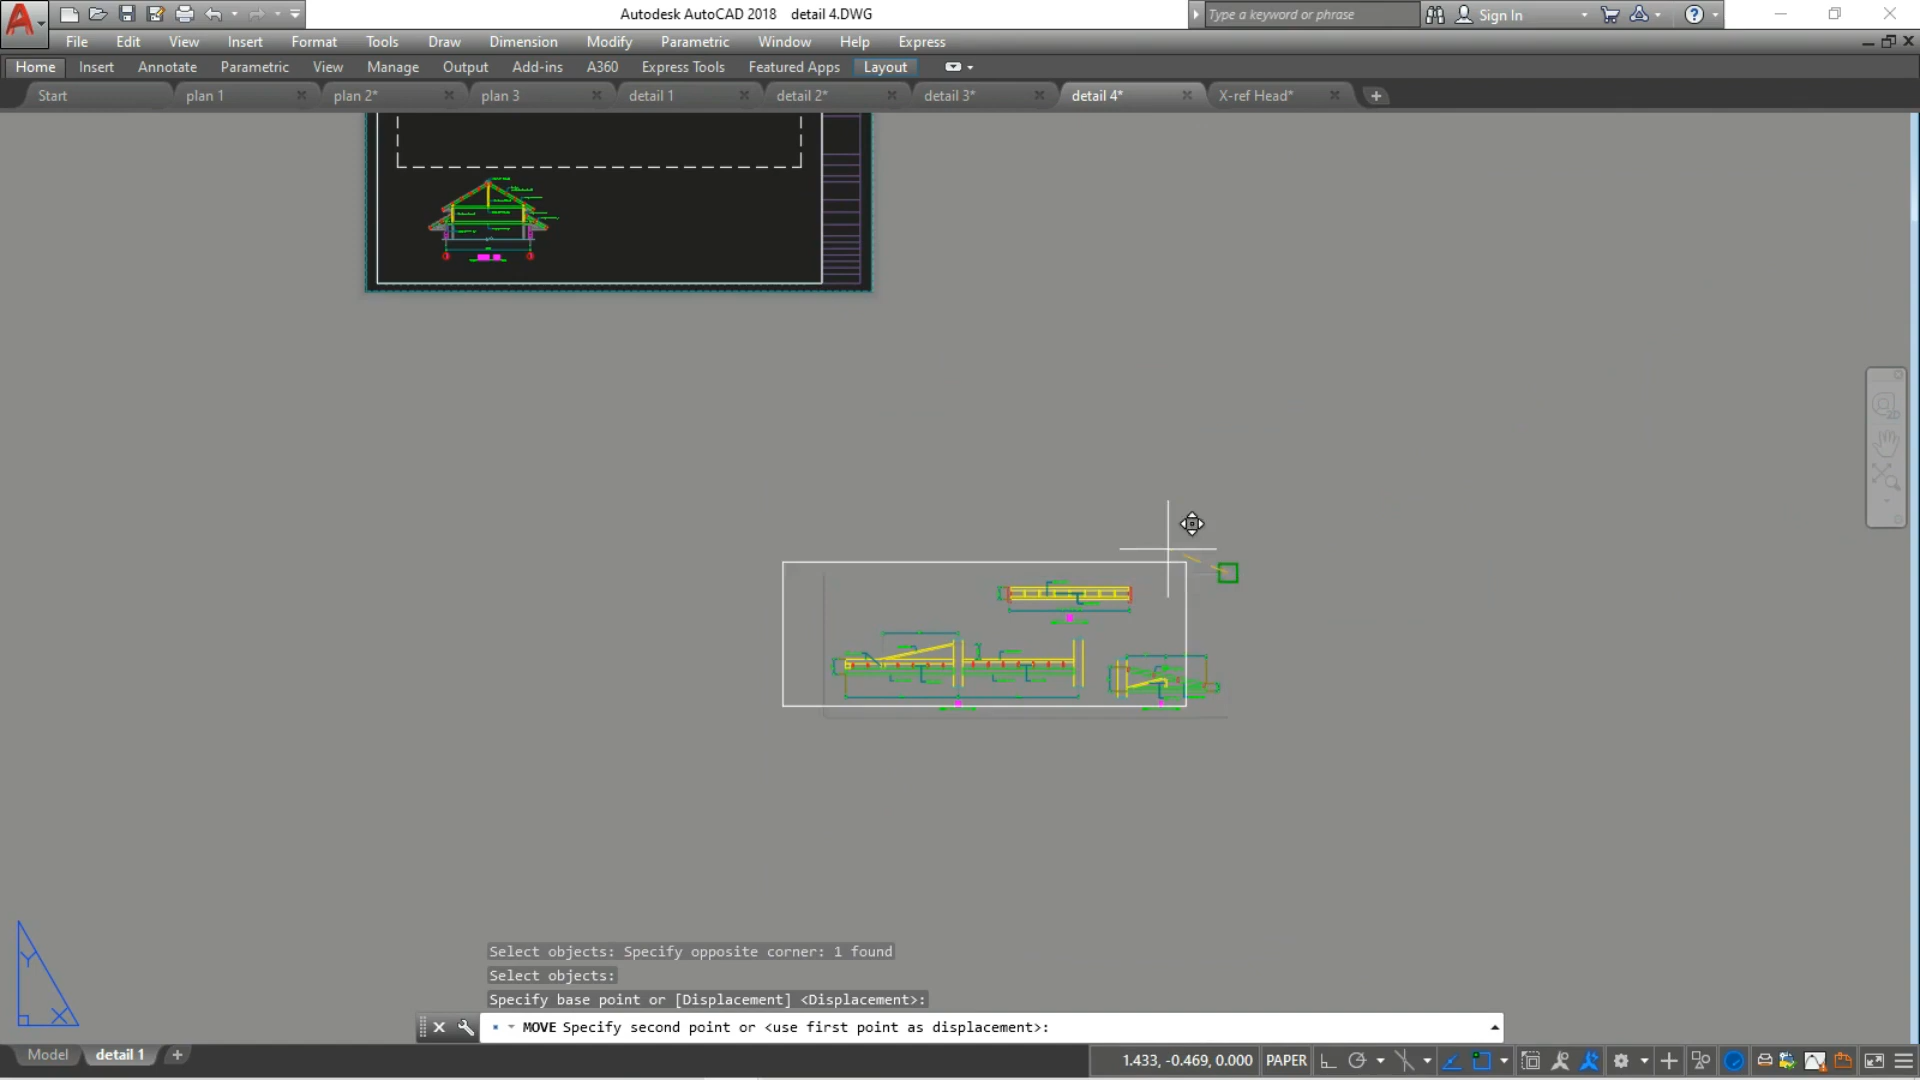 Autodesk AutoCAD 2018 detail 4.DWG
Type a keyword or phrase
Sign In
File Edit View Insert Format Tools Draw Dimension Modify Parametric Window Help Express
Home Insert Annotate Parametric View Manage Output Add-ins A360 Express Tools Featured Apps Layout
Start plan 1 plan 2* plan 3 detail 1 detail 2* detail 3* detail 4* X-ref Head*
Y
X
Select objects: Specify opposite corner: 1 found
Select objects:
Specify base point or [Displacement] <Displacement>:
MOVE Specify second point or <use first point as displacement>:
Model detail 1
1.433, -0.469, 0.000 PAPER